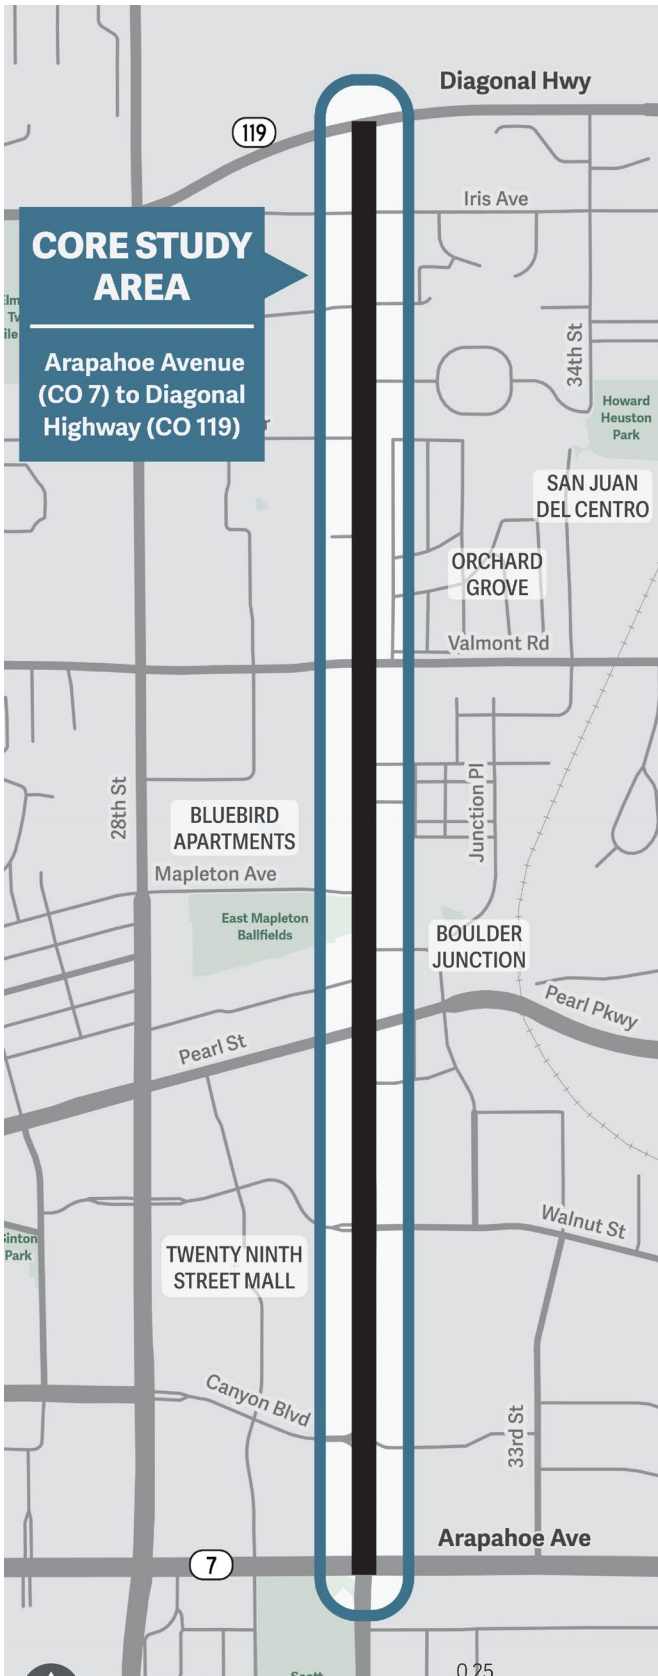 Diagonal Hwy
119
Iris Ave
CORE STUDY
AREA
Arapahoe Avenue
(CO 7) to Diagonal
Highway (CO 119)
34th St
Howard
Heuston
Park
SAN JUAN
DEL CENTRO
ORCHARD
GROVE
Valmont Rd
28th St
Junction Pl
BLUEBIRD
APARTMENTS
Mapleton Ave
East Mapleton
Ballfields
BOULDER
JUNCTION
Pearl Pkwy
Pearl St
Walnut St
Park
TWENTY NINTH
STREET MALL
Canyon Blvd
33rd St
Arapahoe Ave
7
0.25